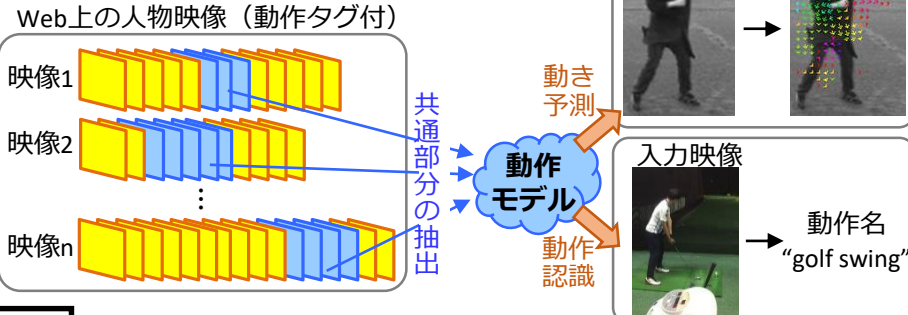 Web上の人物映像（動作タグ付）
映像1
映像2
⋮
映像n
共通部分の抽出
動作
モデル
動き
予測
動作
認識
入力映像
動作名
“golf swing”